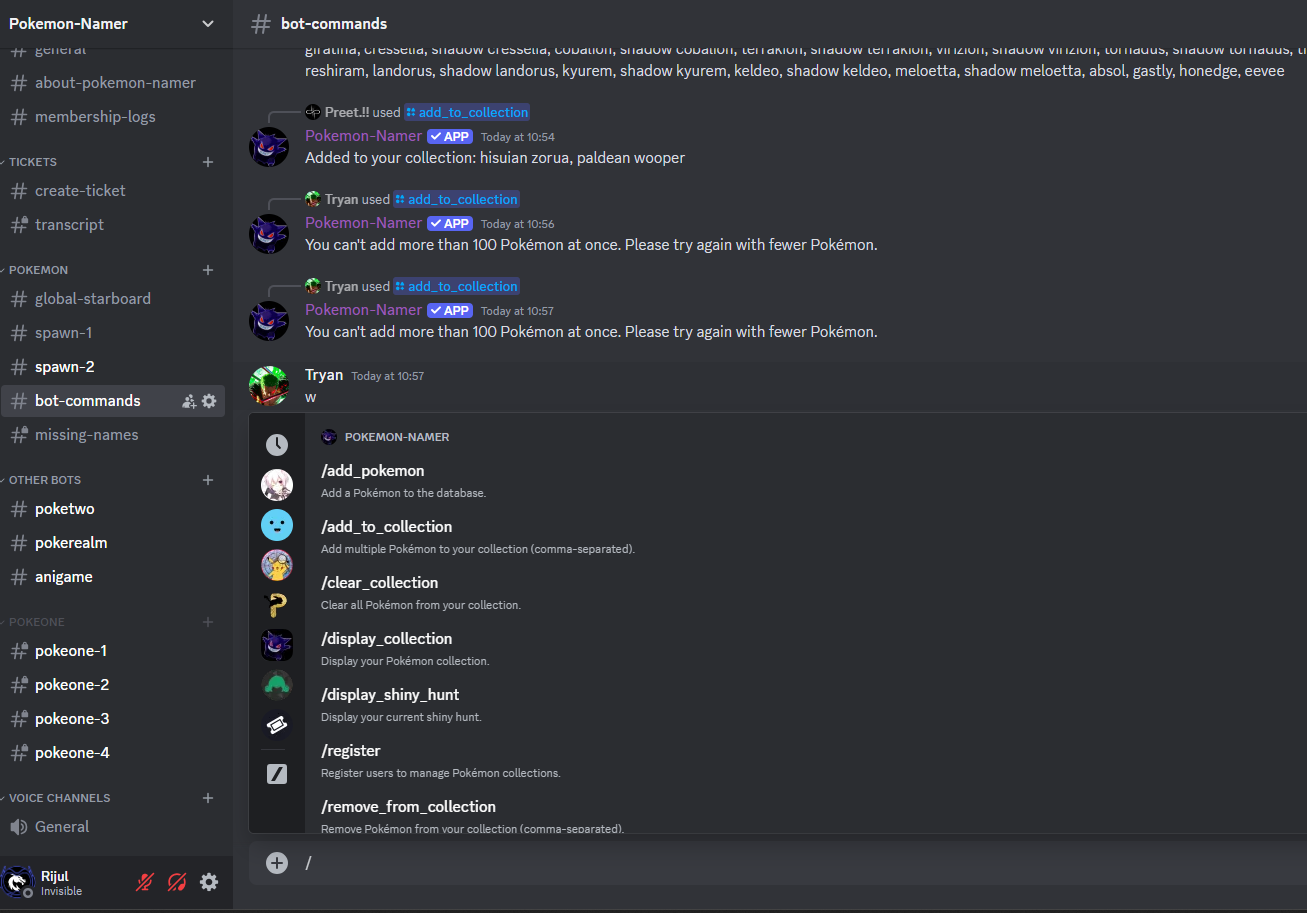 Pokemon-Namer
general
about-pokemon-namer
membership-logs
TICKETS
create-ticket
transcript
POKEMON
global-starboard
spawn-1
spawn-2
bot-commands
missing-names
OTHER BOTS
poketwo
pokerealm
anigame
POKEONE
pokeone-1
pokeone-2
pokeone-3
pokeone-4
VOICE CHANNELS
General
Rijul
Invisible
bot-commands
giratina, cresselia, shadow cresselia, cobalion, shadow cobalion, terrakion, shadow terrakion, virizion, shadow virizion, tornadus, shadow tornadus,
reshiram, landorus, shadow landorus, kyurem, shadow kyurem, keldeo, shadow keldeo, meloetta, shadow meloetta, absol, gastly, honedge, eevee
Preet.!! used add_to_collection
Pokemon-Namer APP Today at 10:54
Added to your collection: hisuian zorua, paldean wooper
Tryan used add_to_collection
Pokemon-Namer APP Today at 10:56
You can't add more than 100 Pokémon at once. Please try again with fewer Pokémon.
Tryan used add_to_collection
Pokemon-Namer APP Today at 10:57
You can't add more than 100 Pokémon at once. Please try again with fewer Pokémon.
Tryan Today at 10:57
w
POKEMON-NAMER
/add_pokemon
Add a Pokémon to the database.
/add_to_collection
Add multiple Pokémon to your collection (comma-separated).
/clear_collection
Clear all Pokémon from your collection.
/display_collection
Display your Pokémon collection.
/display_shiny_hunt
Display your current shiny hunt.
/register
Register users to manage Pokémon collections.
/remove_from_collection
Remove Pokémon from your collection (comma-separated).
/